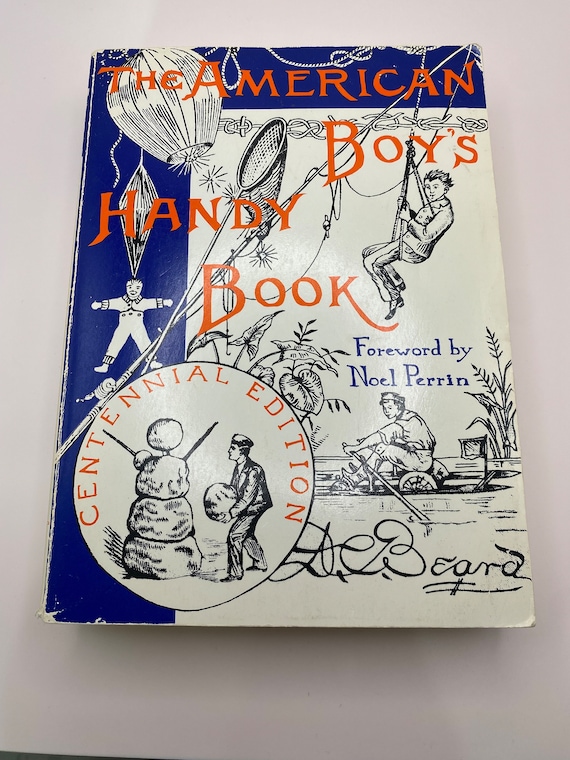 The American
Boy's
Handy
Book
Foreword by
Noel Perrin
CENTENNIAL EDITION
D.C. Beard